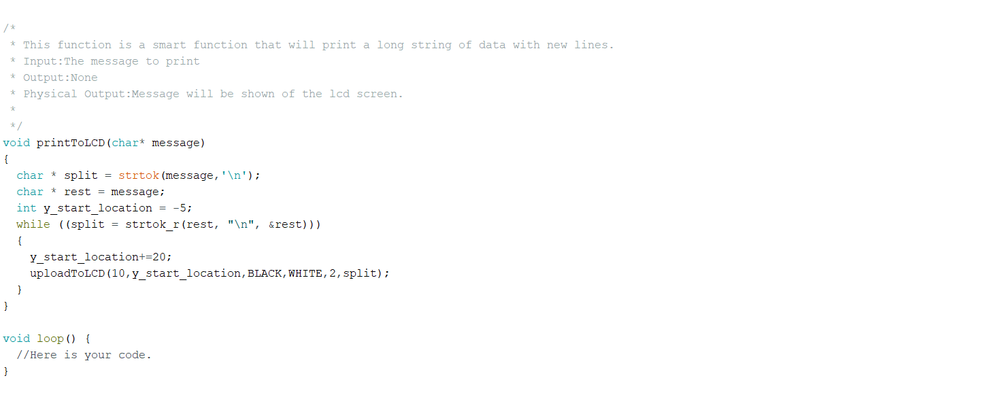 /*
 * This function is a smart function that will print a long string of data with new lines.
 * Input:The message to print
 * Output:None
 * Physical Output:Message will be shown of the lcd screen.
 *
 */
void printToLCD(char* message)
{
  char * split = strtok(message,'\n');
  char * rest = message;
  int y_start_location = -5;
  while ((split = strtok_r(rest, "\n", &rest)))
  {
    y_start_location+=20;
    uploadToLCD(10,y_start_location,BLACK,WHITE,2,split);
  }
}

void loop() {
  //Here is your code.
}